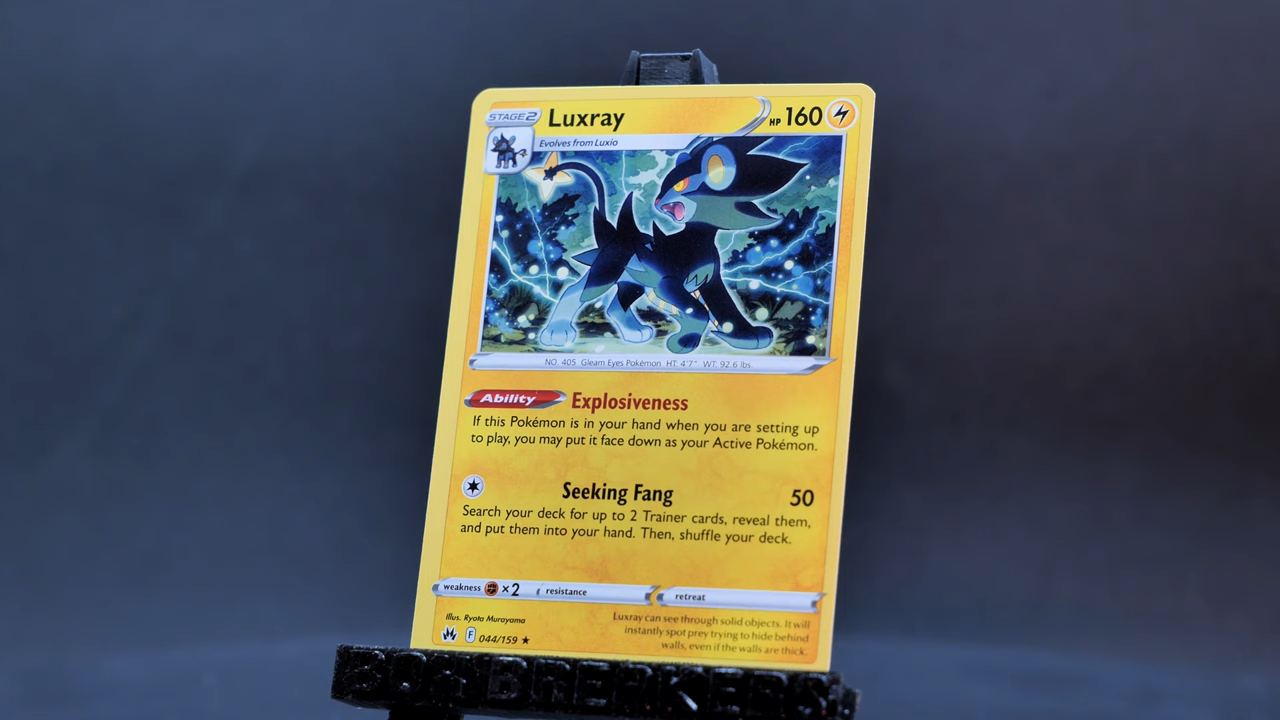 STAGE 2 Luxray HP 160
Evolves from Luxio
NO. 405 Gleam Eyes Pokémon HT: 4'7" WT: 92.6 lbs
Ability Explosiveness
If this Pokémon is in your hand when you are setting up
to play, you may put it face down as your Active Pokémon.
Seeking Fang 50
Search your deck for up to 2 Trainer cards, reveal them,
and put them into your hand. Then, shuffle your deck.
weakness ×2 resistance retreat
Illus. Ryota Murayama
F 044/159 ★
Luxray can see through solid objects. It will
instantly spot prey trying to hide behind
walls, even if the walls are thick.
BREAKERS